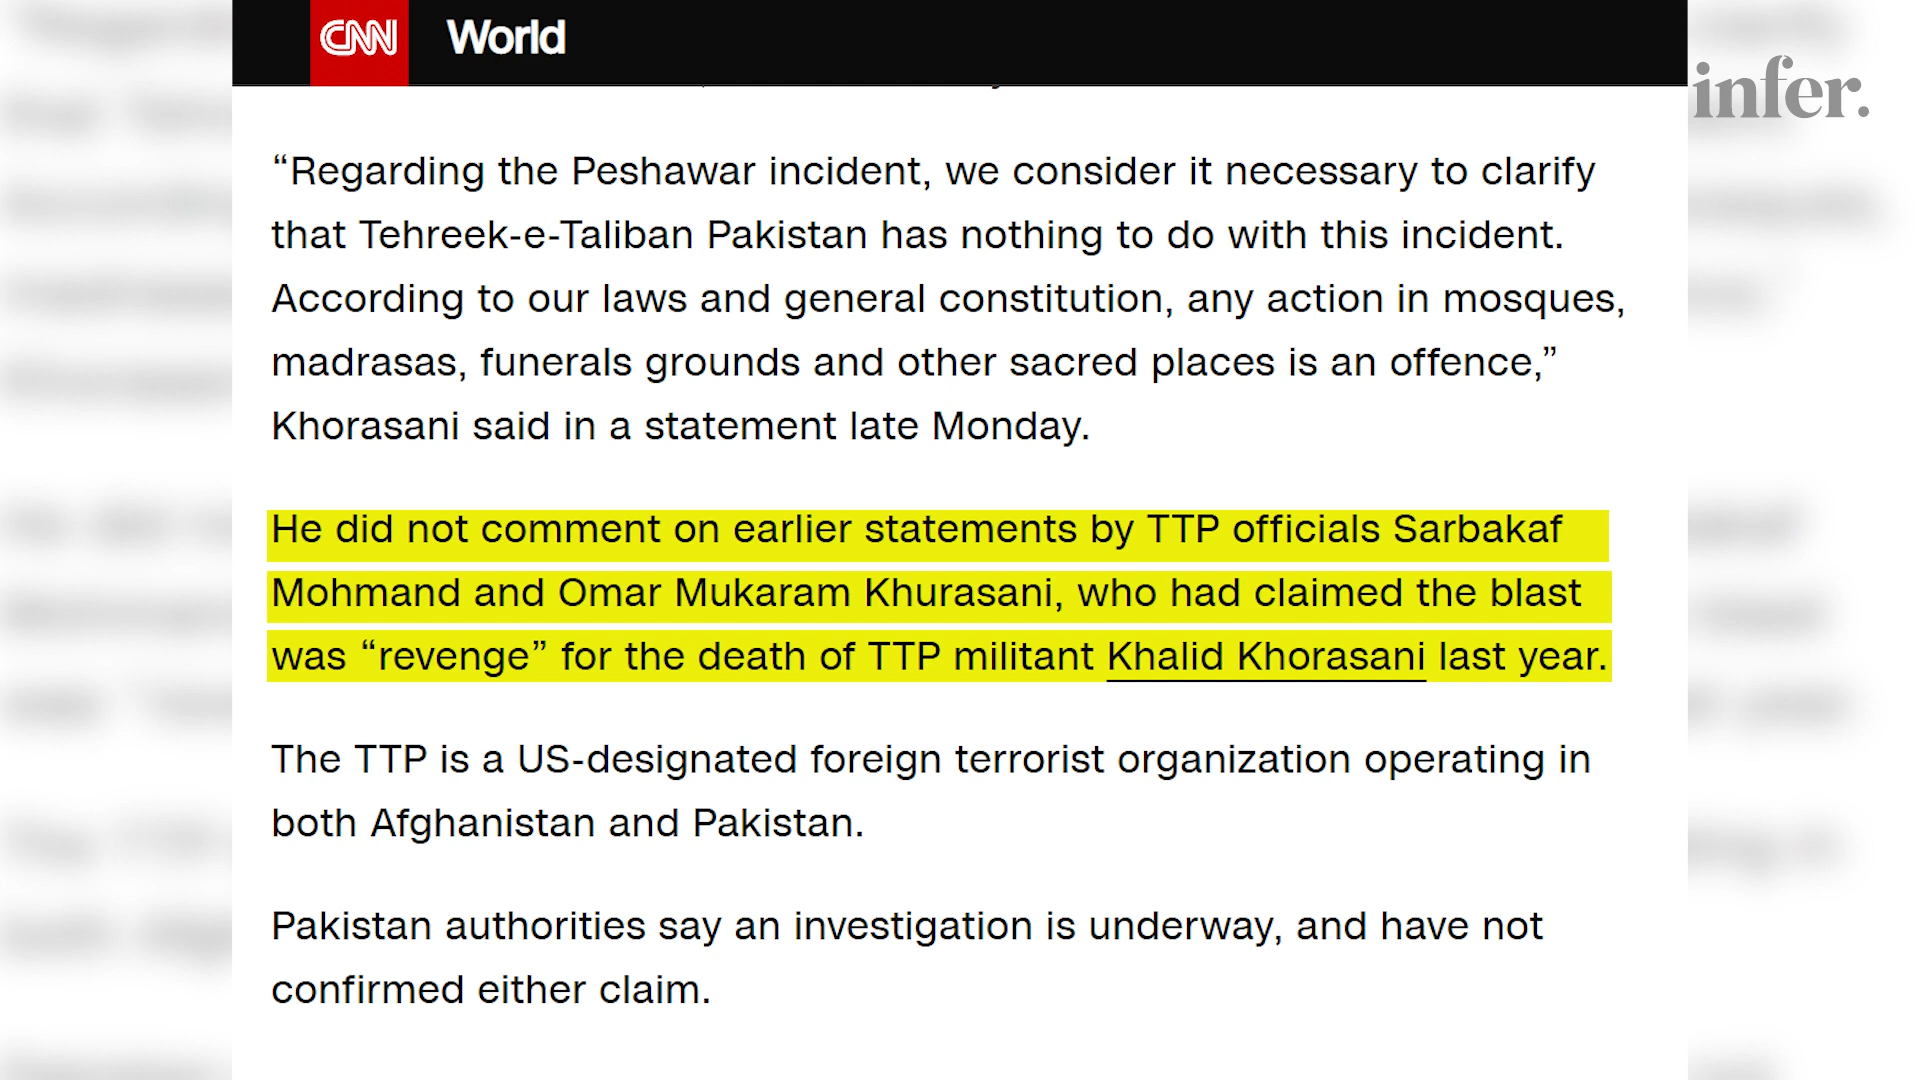 CNN World
infer.
“Regarding the Peshawar incident, we consider it necessary to clarify
that Tehreek-e-Taliban Pakistan has nothing to do with this incident.
According to our laws and general constitution, any action in mosques,
madrasas, funerals grounds and other sacred places is an offence,”
Khorasani said in a statement late Monday.
He did not comment on earlier statements by TTP officials Sarbakaf
Mohmand and Omar Mukaram Khurasani, who had claimed the blast
was “revenge” for the death of TTP militant Khalid Khorasani last year.
The TTP is a US-designated foreign terrorist organization operating in
both Afghanistan and Pakistan.
Pakistan authorities say an investigation is underway, and have not
confirmed either claim.